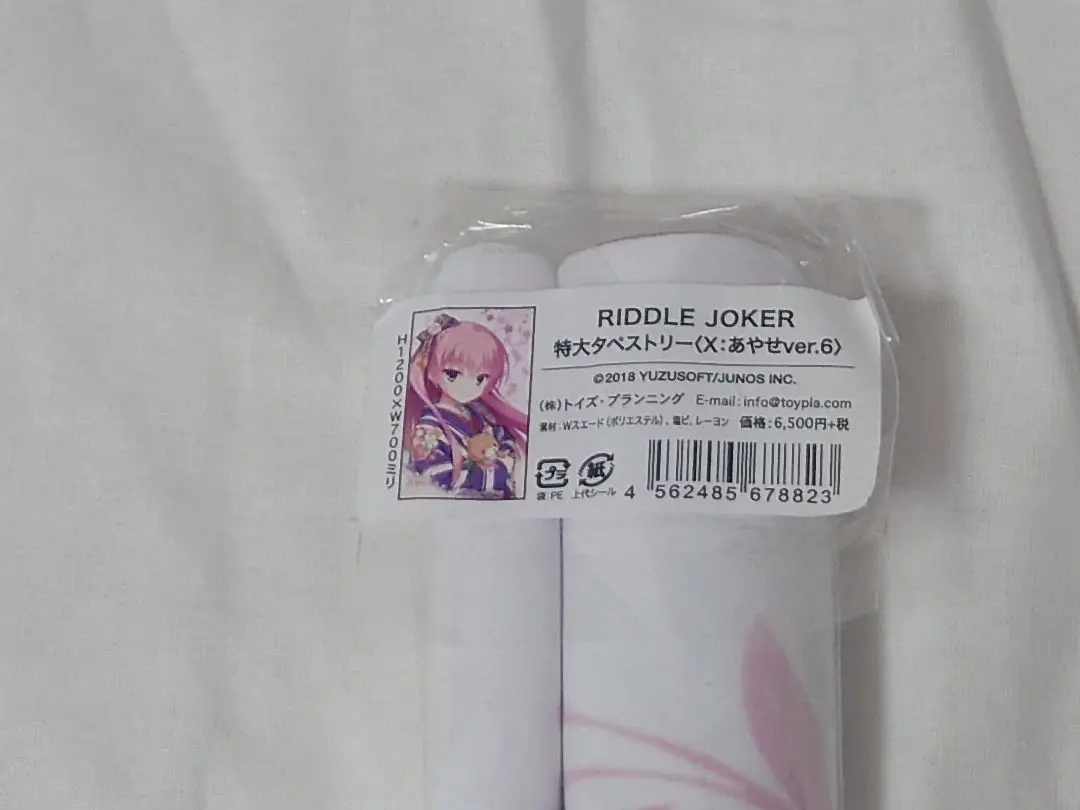 RIDDLE JOKER
特大タペストリー〈X：あやせver.6〉
©2018 YUZUSOFT/JUNOS INC.
(株)トイズ・プランニング E-mail：info@toypla.com
素材：Wスエード（ポリエステル）、塩ビ、レーヨン 価格：6,500円+税
プラ 紙
袋 PE 上代シール
4 562485 678823
H1200×W700ミリ